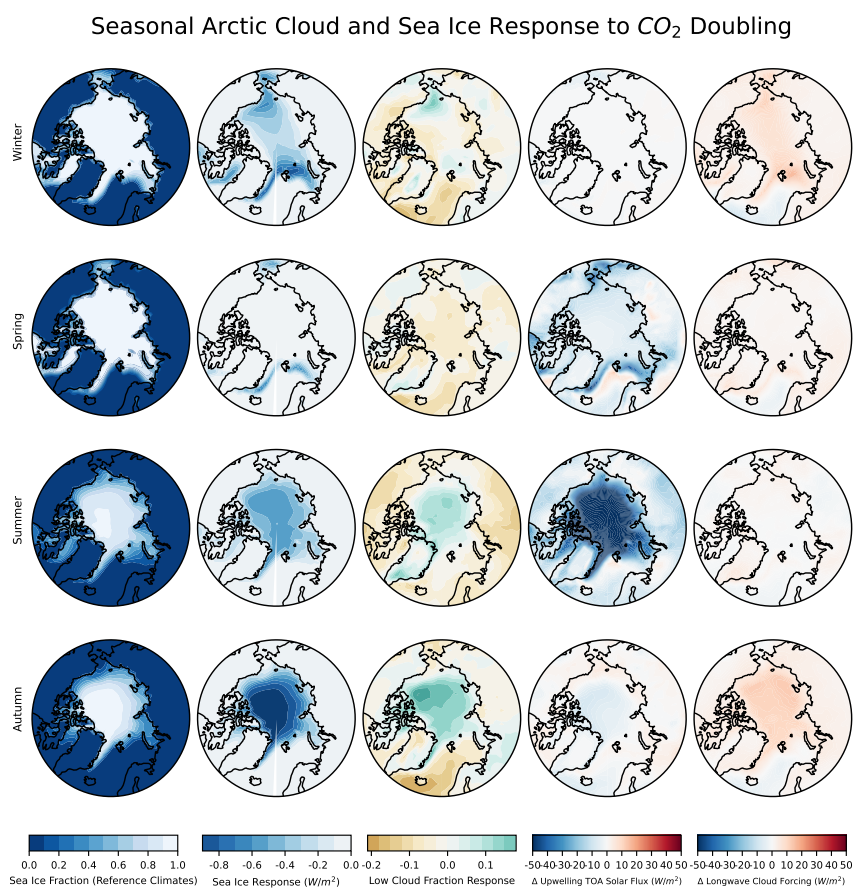 Seasonal Arctic Cloud and Sea Ice Response to CO₂ Doubling
Winter
Spring
Summer
Autumn
0.0 0.2 0.4 0.6 0.8 1.0
Sea Ice Fraction (Reference Climates)
-0.8 -0.6 -0.4 -0.2 0.0
Sea Ice Response (W/m²)
-0.2 -0.1 0.0 0.1
Low Cloud Fraction Response
-50 -40 -30 -20 -10 0 10 20 30 40 50
Δ Upwelling TOA Solar Flux (W/m²)
-50 -40 -30 -20 -10 0 10 20 30 40 50
Δ Longwave Cloud Forcing (W/m²)